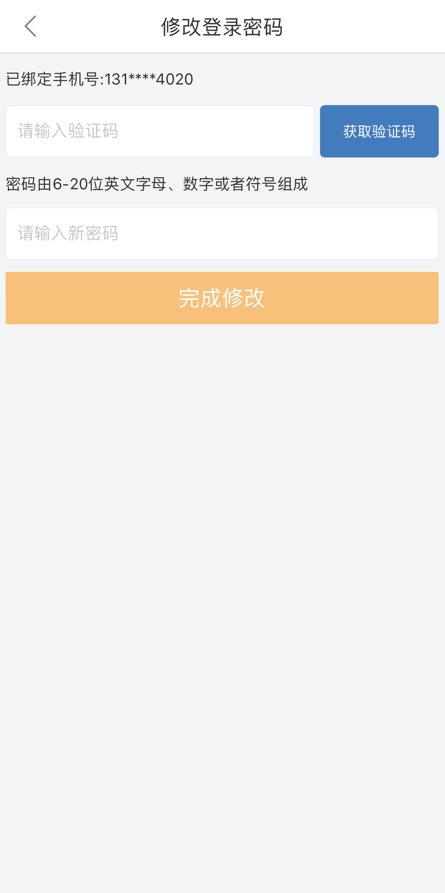 修改登录密码
已绑定手机号:131****4020
请输入验证码
获取验证码
密码由6-20位英文字母、数字或者符号组成
请输入新密码
完成修改